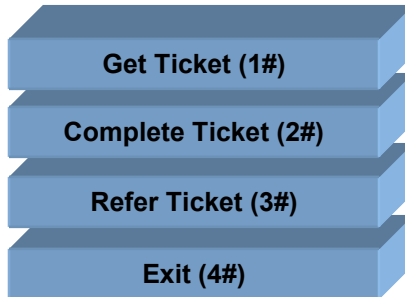 Get Ticket (1#)
Complete Ticket (2#)
Refer Ticket (3#)
Exit (4#)